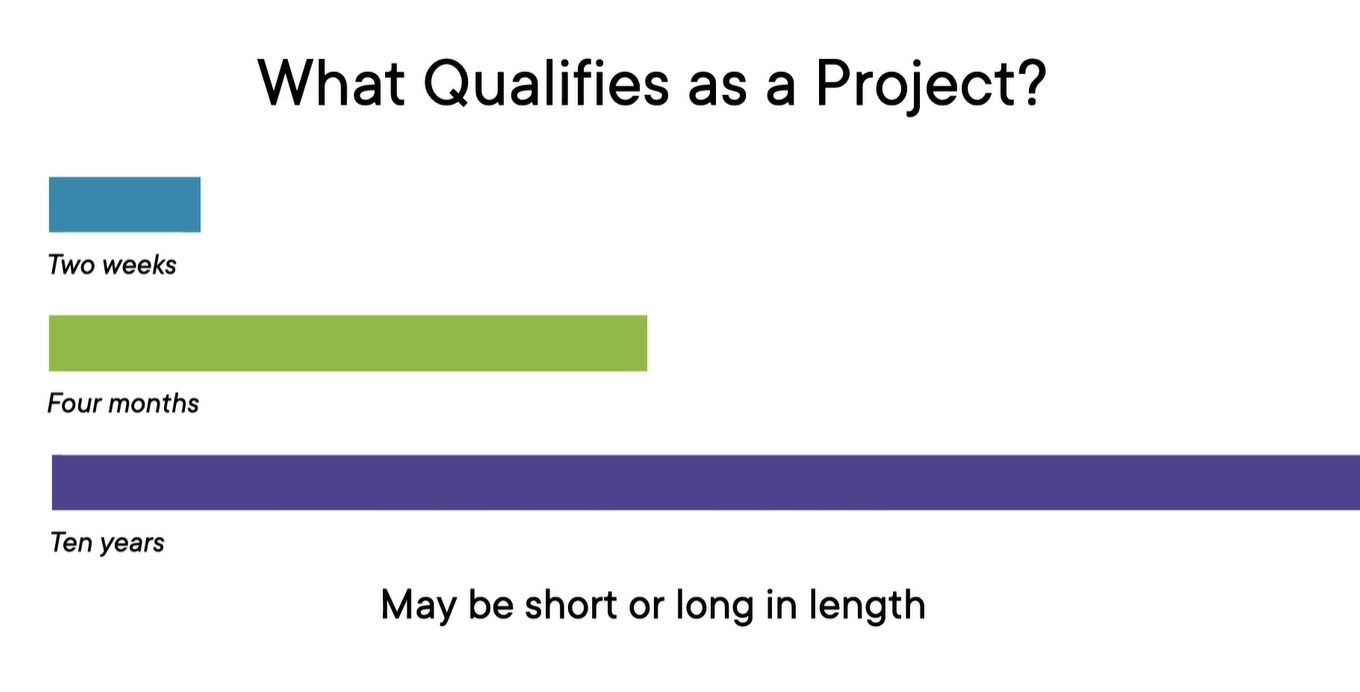 What Qualifies as a Project?
Two weeks
Four months
Ten years
May be short or long in length